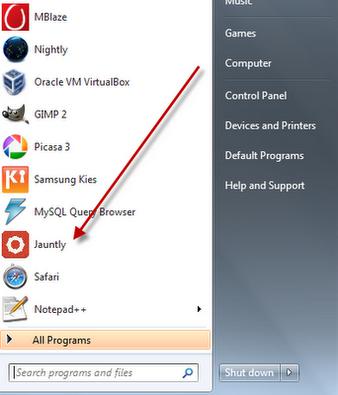 MBlaze
Nightly
Oracle VM VirtualBox
GIMP 2
Picasa 3
Samsung Kies
MySQL Query Browser
Jauntly
Safari
Notepad++
All Programs
Search programs and files
Music
Games
Computer
Control Panel
Devices and Printers
Default Programs
Help and Support
Shut down